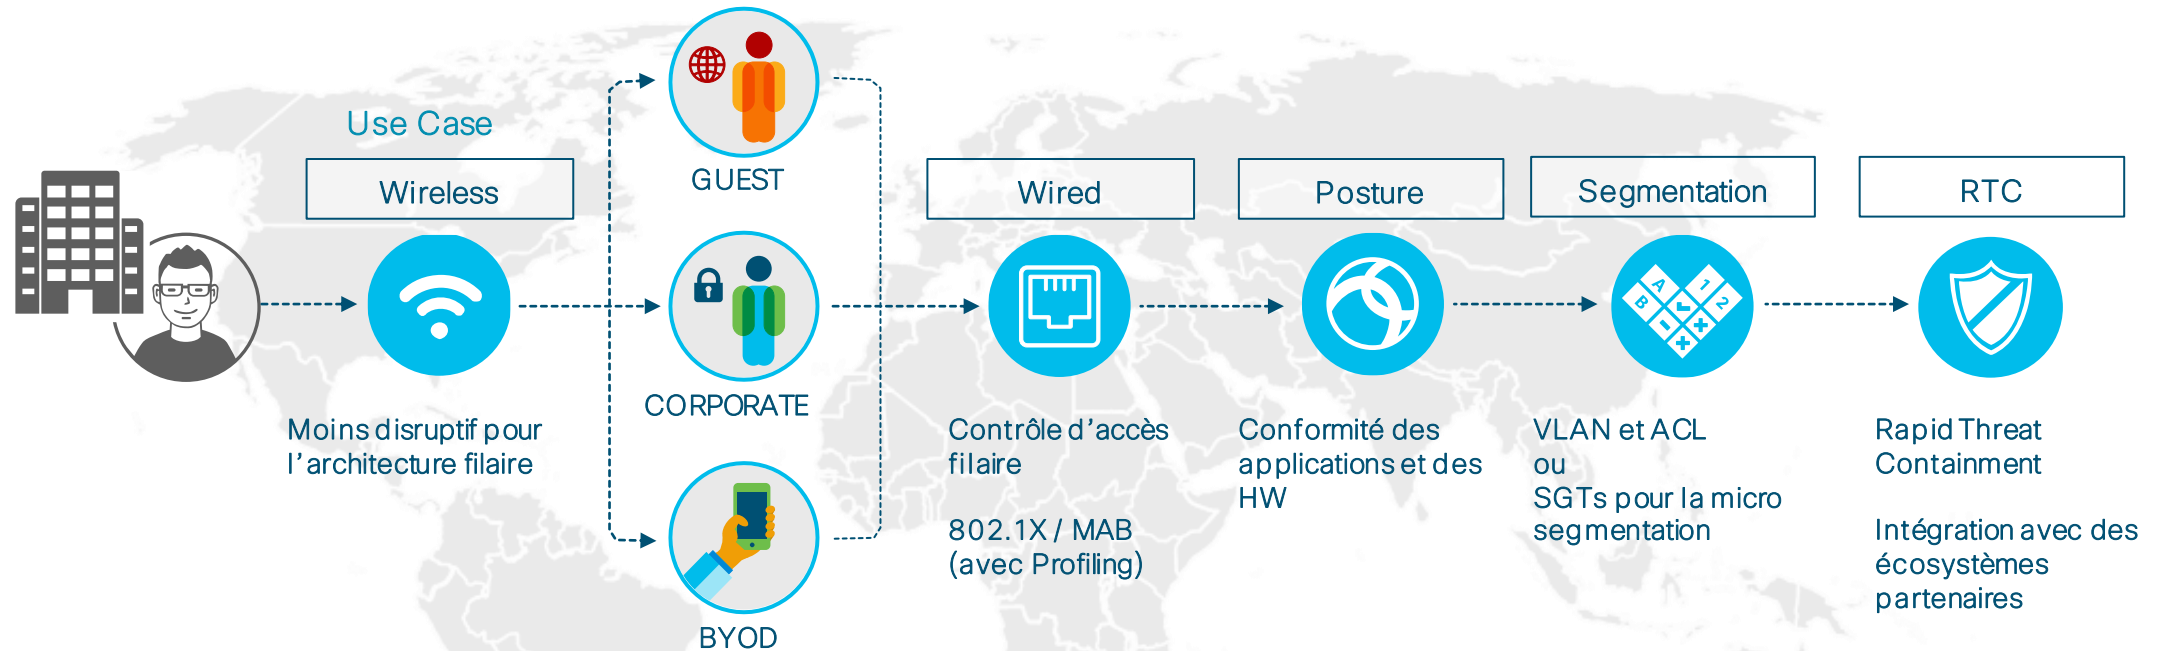 Use Case
Wireless
Moins disruptif pour
l’architecture filaire
GUEST
CORPORATE
BYOD
Wired
Contrôle d’accès
filaire
802.1X / MAB
(avec Profiling)
Posture
Conformité des
applications et des
HW
Segmentation
A
B
1
2
VLAN et ACL
ou
SGTs pour la micro
segmentation
RTC
Rapid Threat
Containment
Intégration avec des
écosystèmes
partenaires